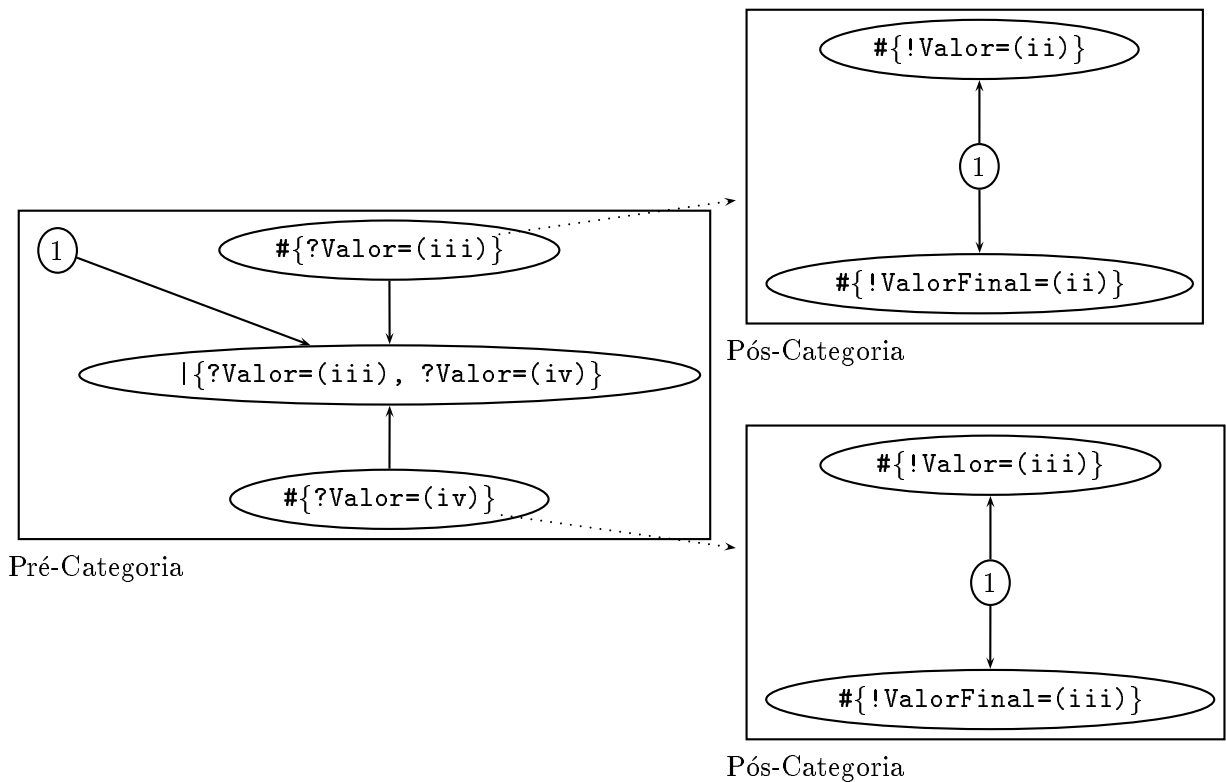 #{!Valor=(ii)}
1
#{!ValorFinal=(ii)}
Pós-Categoria
1
#{?Valor=(iii)}
|{?Valor=(iii), ?Valor=(iv)}
#{?Valor=(iv)}
Pré-Categoria
#{!Valor=(iii)}
1
#{!ValorFinal=(iii)}
Pós-Categoria